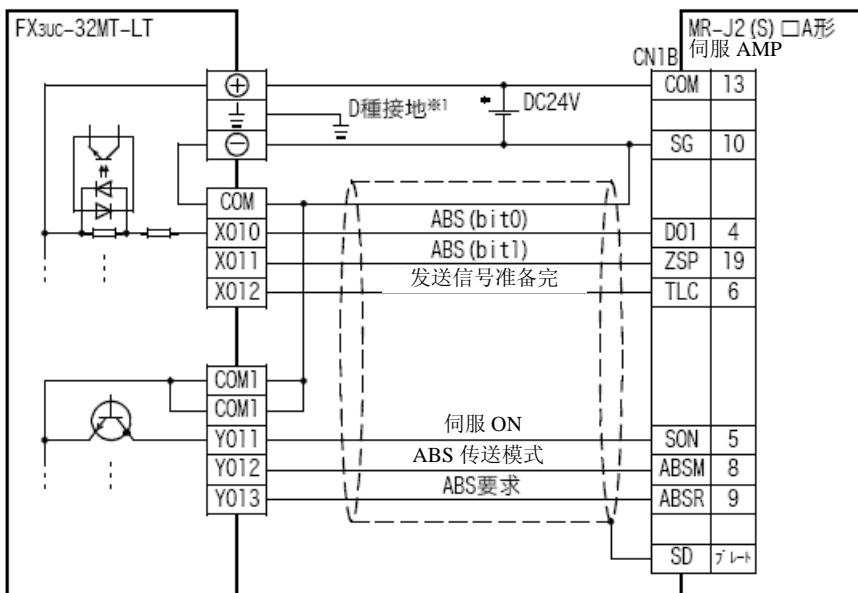 FX3UC-32MT-LT
MR-J2(S) □A形
伺服 AMP
CN1B
⊕
D種接地※1
DC24V
COM 13
⊖
SG 10
COM
X010 ABS(bit0) DO1 4
X011 ABS(bit1) ZSP 19
X012 发送信号准备完 TLC 6
COM1
COM1
Y011 伺服 ON SON 5
Y012 ABS 传送模式 ABSM 8
Y013 ABS要求 ABSR 9
SD プレート